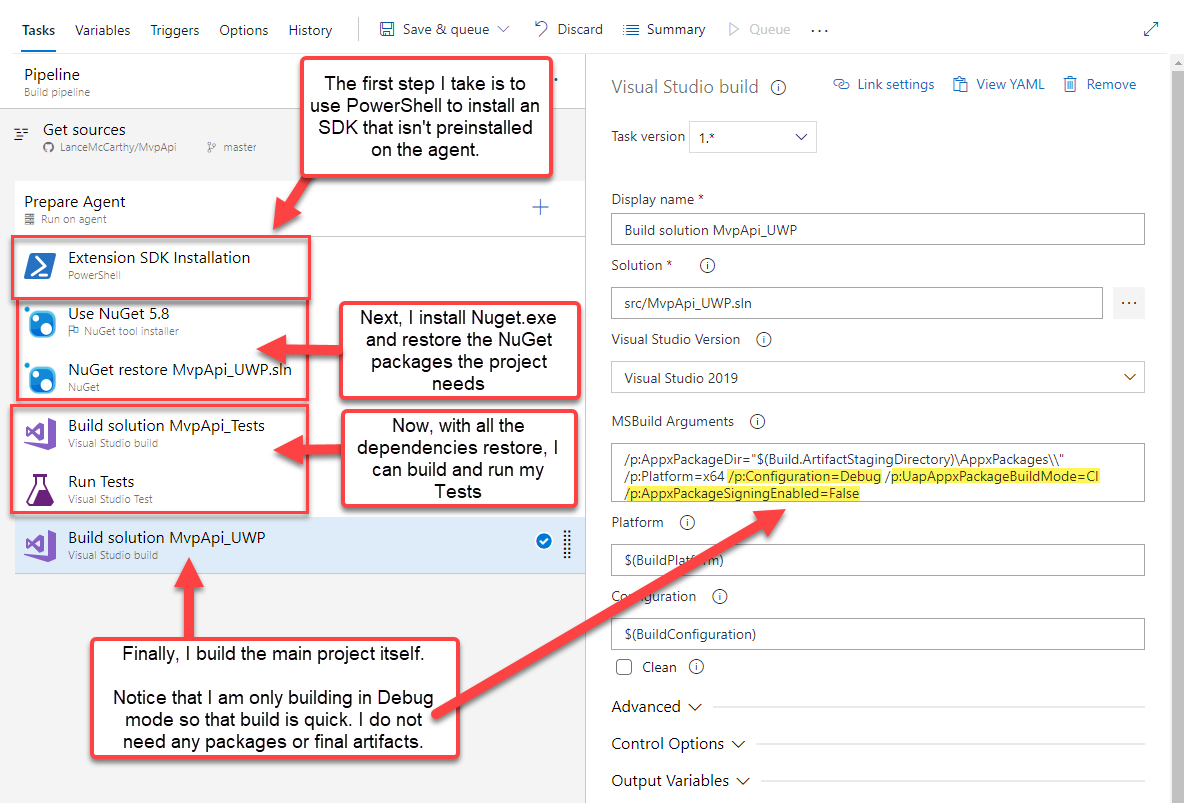 Tasks Variables Triggers Options History Save & queue Discard Summary Queue ...
Pipeline
Build pipeline
Get sources
LanceMcCarthy/MvpApi master
The first step I take is to
use PowerShell to install an
SDK that isn't preinstalled
on the agent.
Prepare Agent
Run on agent
Extension SDK Installation
PowerShell
Use NuGet 5.8
NuGet tool installer
NuGet restore MvpApi_UWP.sln
NuGet
Next, I install Nuget.exe
and restore the NuGet
packages the project
needs
Build solution MvpApi_Tests
Visual Studio build
Run Tests
Visual Studio Test
Now, with all the
dependencies restore, I
can build and run my
Tests
Build solution MvpApi_UWP
Visual Studio build
Finally, I build the main project itself.
Notice that I am only building in Debug
mode so that build is quick. I do not
need any packages or final artifacts.
Visual Studio build Link settings View YAML Remove
Task version 1.*
Display name *
Build solution MvpApi_UWP
Solution *
src/MvpApi_UWP.sln ...
Visual Studio Version
Visual Studio 2019
MSBuild Arguments
/p:AppxPackageDir="$(Build.ArtifactStagingDirectory)\AppxPackages\\"
/p:Platform=x64 /p:Configuration=Debug /p:UapAppxPackageBuildMode=CI
/p:AppxPackageSigningEnabled=False
Platform
$(BuildPlatform)
Configuration
$(BuildConfiguration)
Clean
Advanced
Control Options
Output Variables